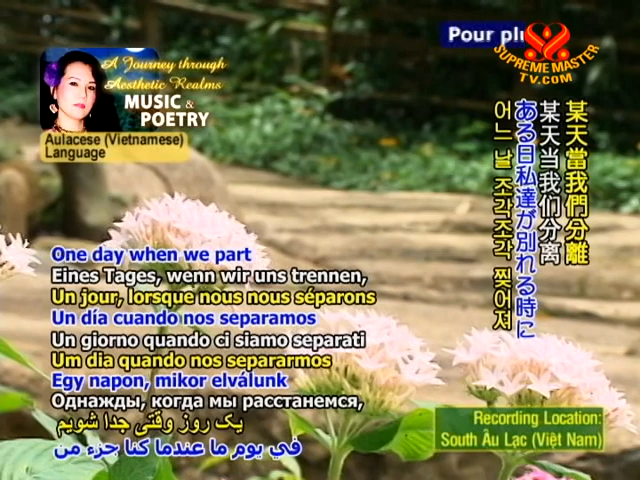 Pour pl
SUPREME MASTER
TV.COM
A Journey through
Aesthetic Realms
MUSIC &
POETRY
Aulacese (Vietnamese)
Language
某天當我們分離
某天当我们分离
ある日私達が別れる時に
어느 날 조각조각 찢어져
One day when we part
Eines Tages, wenn wir uns trennen,
Un jour, lorsque nous nous séparons
Un día cuando nos separamos
Un giorno quando ci siamo separati
Um dia quando nos separarmos
Egy napon, mikor elválunk
Однажды, когда мы расстанемся,
یک روز وقتی جدا شویم
في يوم ما عندما كنا جزء من
Recording Location:
South Âu Lạc (Việt Nam)